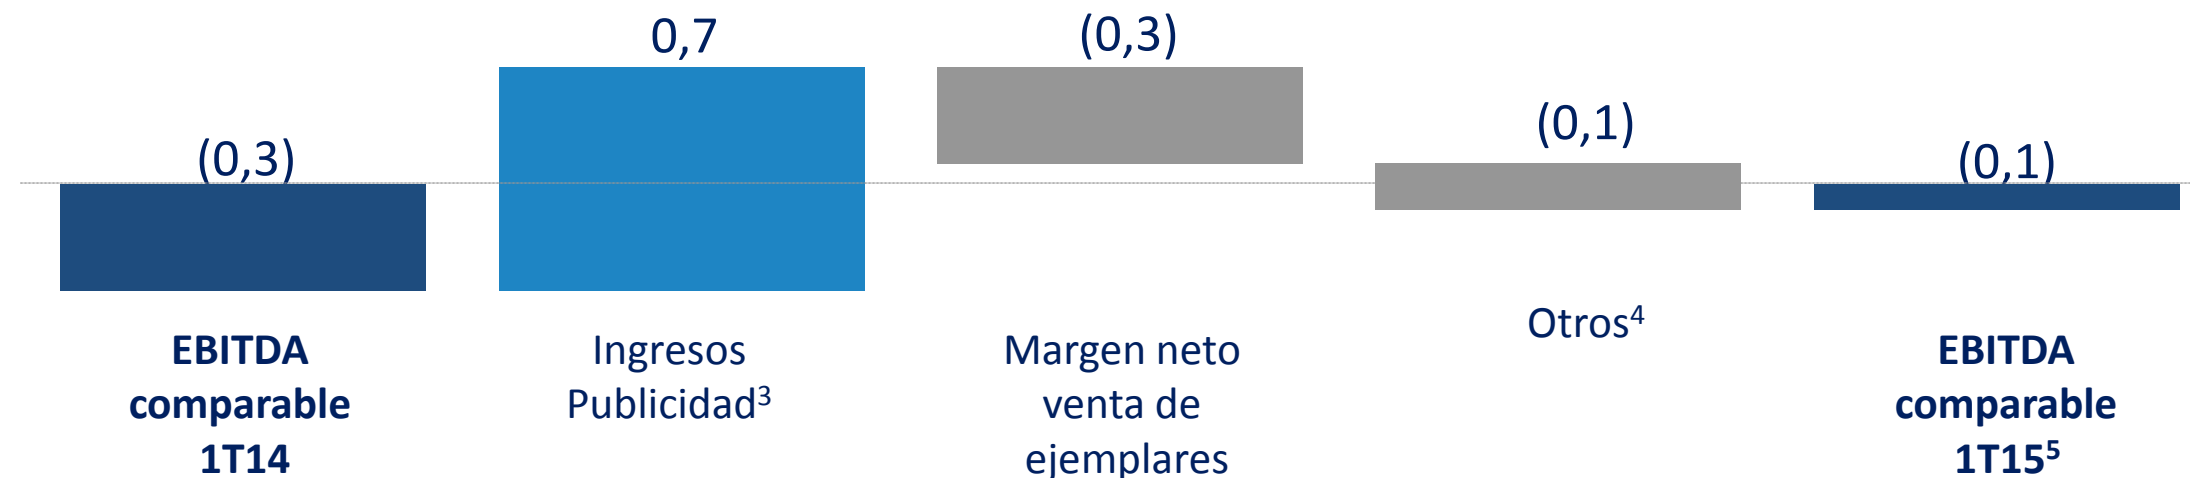 0,7
(0,3)
(0,1)
(0,3)
(0,1)
EBITDA
comparable
1T14
Ingresos
Publicidad³
Margen neto
venta de
ejemplares
Otros⁴
EBITDA
comparable
1T15⁵